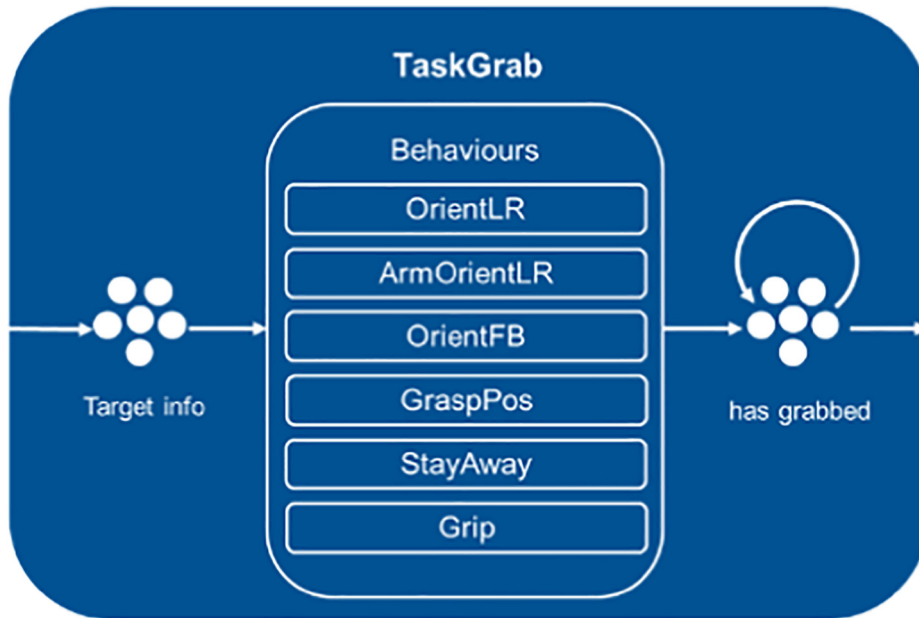 TaskGrab
Behaviours
OrientLR
ArmOrientLR
OrientFB
GraspPos
StayAway
Grip
Target info
has grabbed